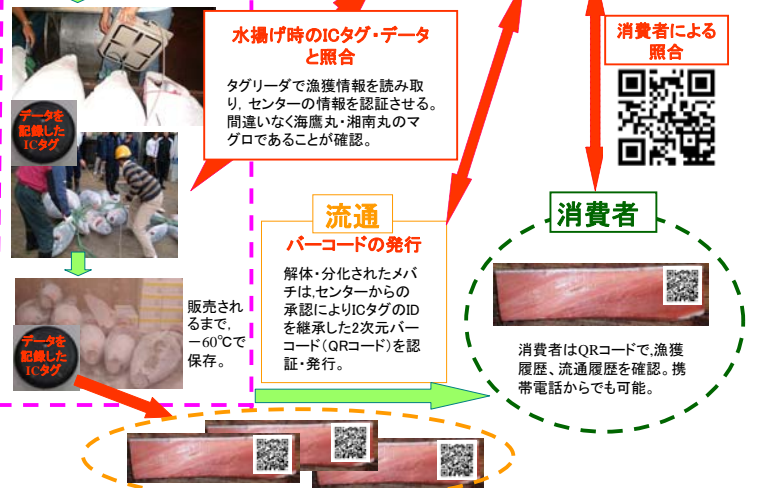 水揚げ時のICタグ・データ
と照合
タグリーダで漁獲情報を読み取
り，センターの情報を認証させる。
間違いなく海鷹丸・湘南丸のマ
グロであることが確認。
データを
記録した
ICタグ
販売され
るまで，
－60℃で
保存。
データを
記録した
ICタグ
流通
バーコードの発行
解体・分化されたメバ
チは,センターからの
承認によりICタグのID
を継承した2次元バー
コード（QRコード）を認
証・発行。
消費者による
照合
消費者
消費者はQRコードで,漁獲
履歴、流通履歴を確認。携
帯電話からでも可能。